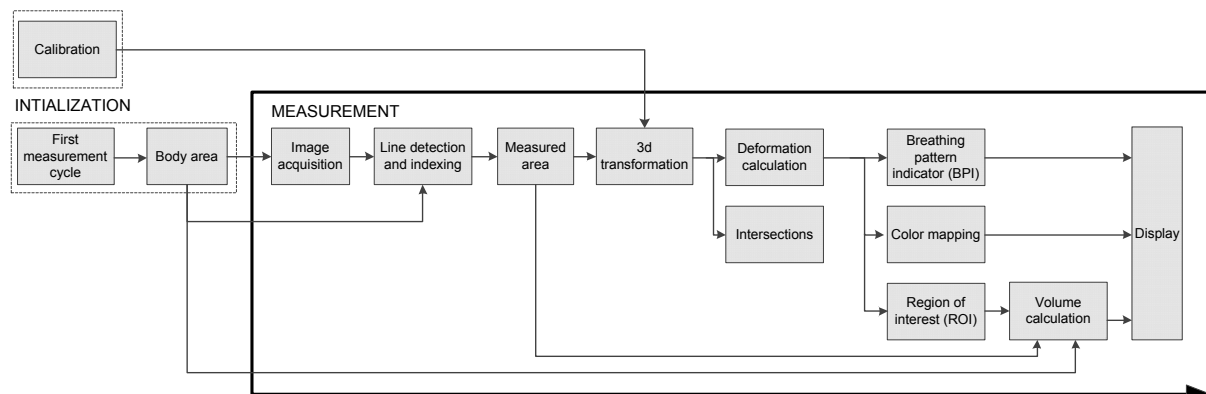 Calibration
INTIALIZATION
First
measurement
cycle
Body area
MEASUREMENT
Image
acquisition
Line detection
and indexing
Measured
area
3d
transformation
Deformation
calculation
Breathing
pattern
indicator (BPI)
Intersections
Color mapping
Display
Region of
interest (ROI)
Volume
calculation